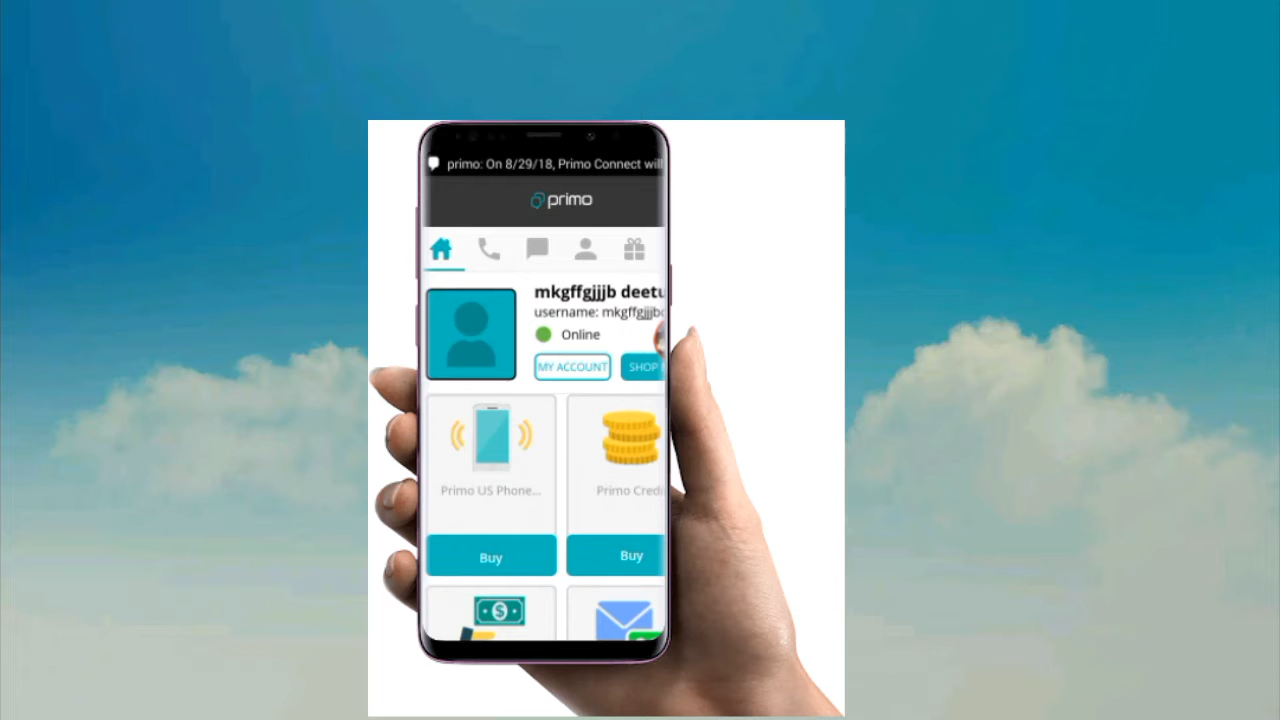 primo: On 8/29/18, Primo Connect will
primo
mkgffgjjjb deetu
username: mkgffgjjjb
Online
MY ACCOUNT
SHOP
Primo US Phone...
Primo Credi
Buy
Buy